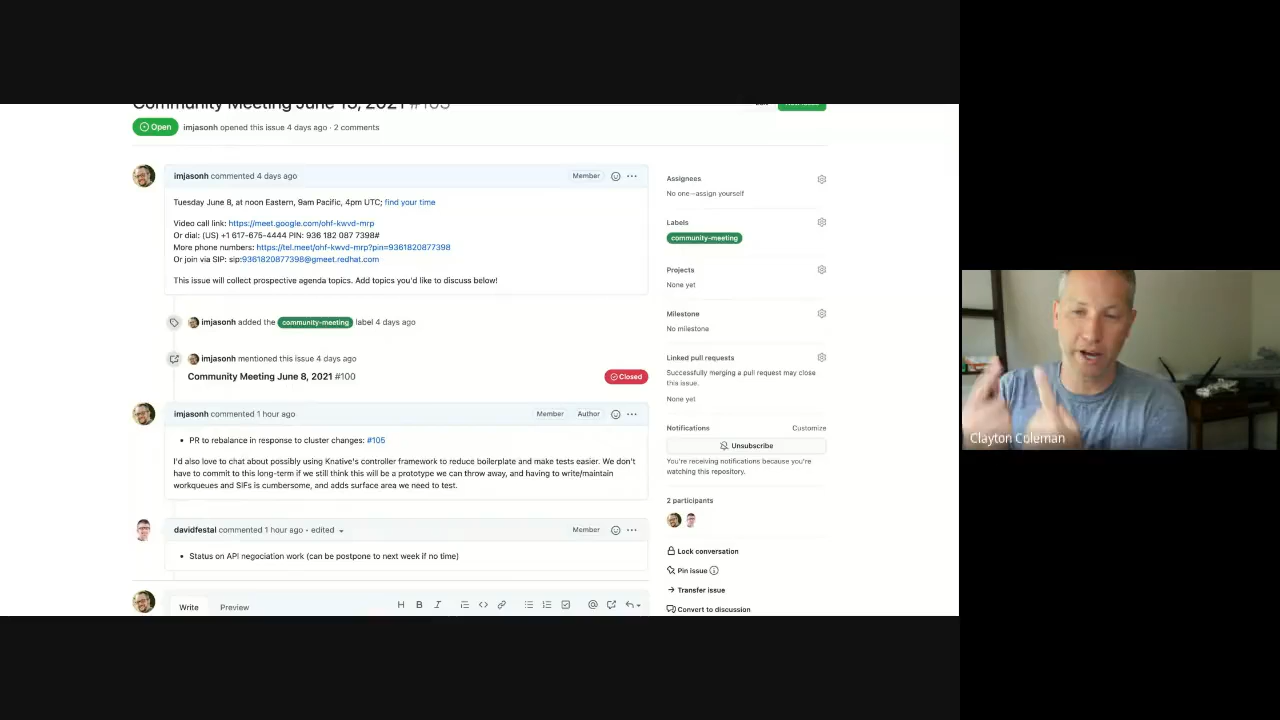 Community Meeting June 15, 2021 #103
Open
imjasonh opened this issue 4 days ago · 2 comments
imjasonh commented 4 days ago
Member
Tuesday June 8, at noon Eastern, 9am Pacific, 4pm UTC; find your time
Video call link: https://meet.google.com/ohf-kwvd-mrp
Or dial: (US) +1 617-675-4444 PIN: 936 182 087 7398#
More phone numbers: https://tel.meet/ohf-kwvd-mrp?pin=9361820877398
Or join via SIP: sip:9361820877398@gmeet.redhat.com
This issue will collect prospective agenda topics. Add topics you'd like to discuss below!
imjasonh added the community-meeting label 4 days ago
imjasonh mentioned this issue 4 days ago
Community Meeting June 8, 2021 #100
Closed
imjasonh commented 1 hour ago
Member
Author
• PR to rebalance in response to cluster changes: #105
I'd also love to chat about possibly using Knative's controller framework to reduce boilerplate and make tests easier. We don't
have to commit to this long-term if we still think this will be a prototype we can throw away, and having to write/maintain
workqueues and SIFs is cumbersome, and adds surface area we need to test.
davidfestal commented 1 hour ago · edited
Member
• Status on API negociation work (can be postpone to next week if no time)
Write
Preview
Assignees
No one—assign yourself
Labels
community-meeting
Projects
None yet
Milestone
No milestone
Linked pull requests
Successfully merging a pull request may close
this issue.
None yet
Notifications
Customize
Unsubscribe
You're receiving notifications because you're
watching this repository.
2 participants
Lock conversation
Pin issue
Transfer issue
Convert to discussion
Clayton Coleman